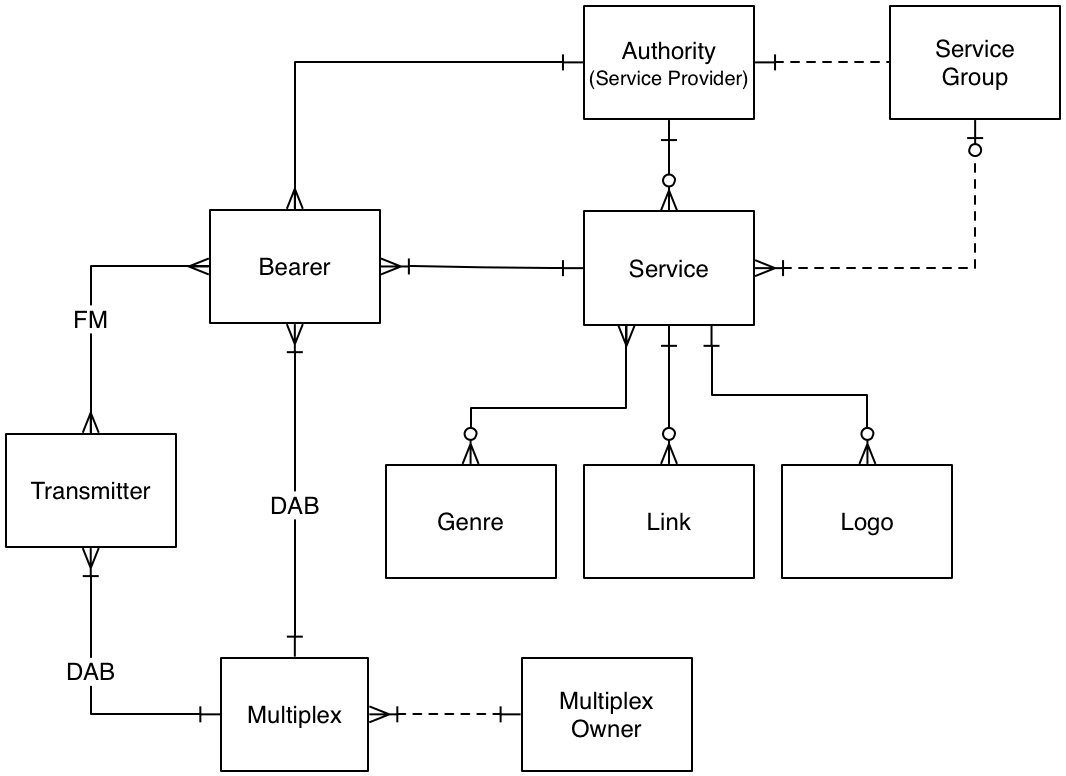 Authority
(Service Provider)
Service
Group
Bearer
Service
FM
Transmitter
DAB
Genre
Link
Logo
DAB
Multiplex
Multiplex
Owner